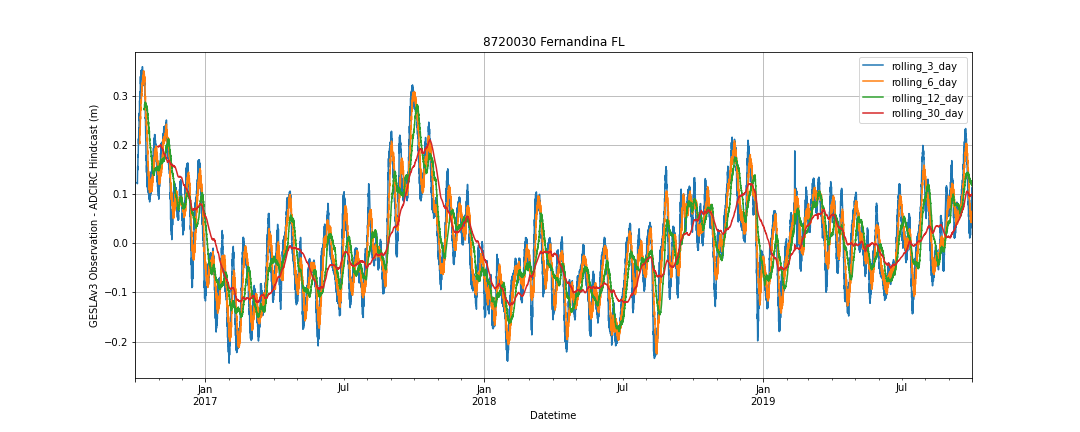 8720030 Fernandina FL
rolling_3_day
rolling_6_day
rolling_12_day
rolling_30_day
GESLAv3 Observation - ADCIRC Hindcast (m)
0.3
0.2
0.1
0.0
−0.1
−0.2
Jan
2017
Jul
Jan
2018
Jul
Jan
2019
Jul
Datetime